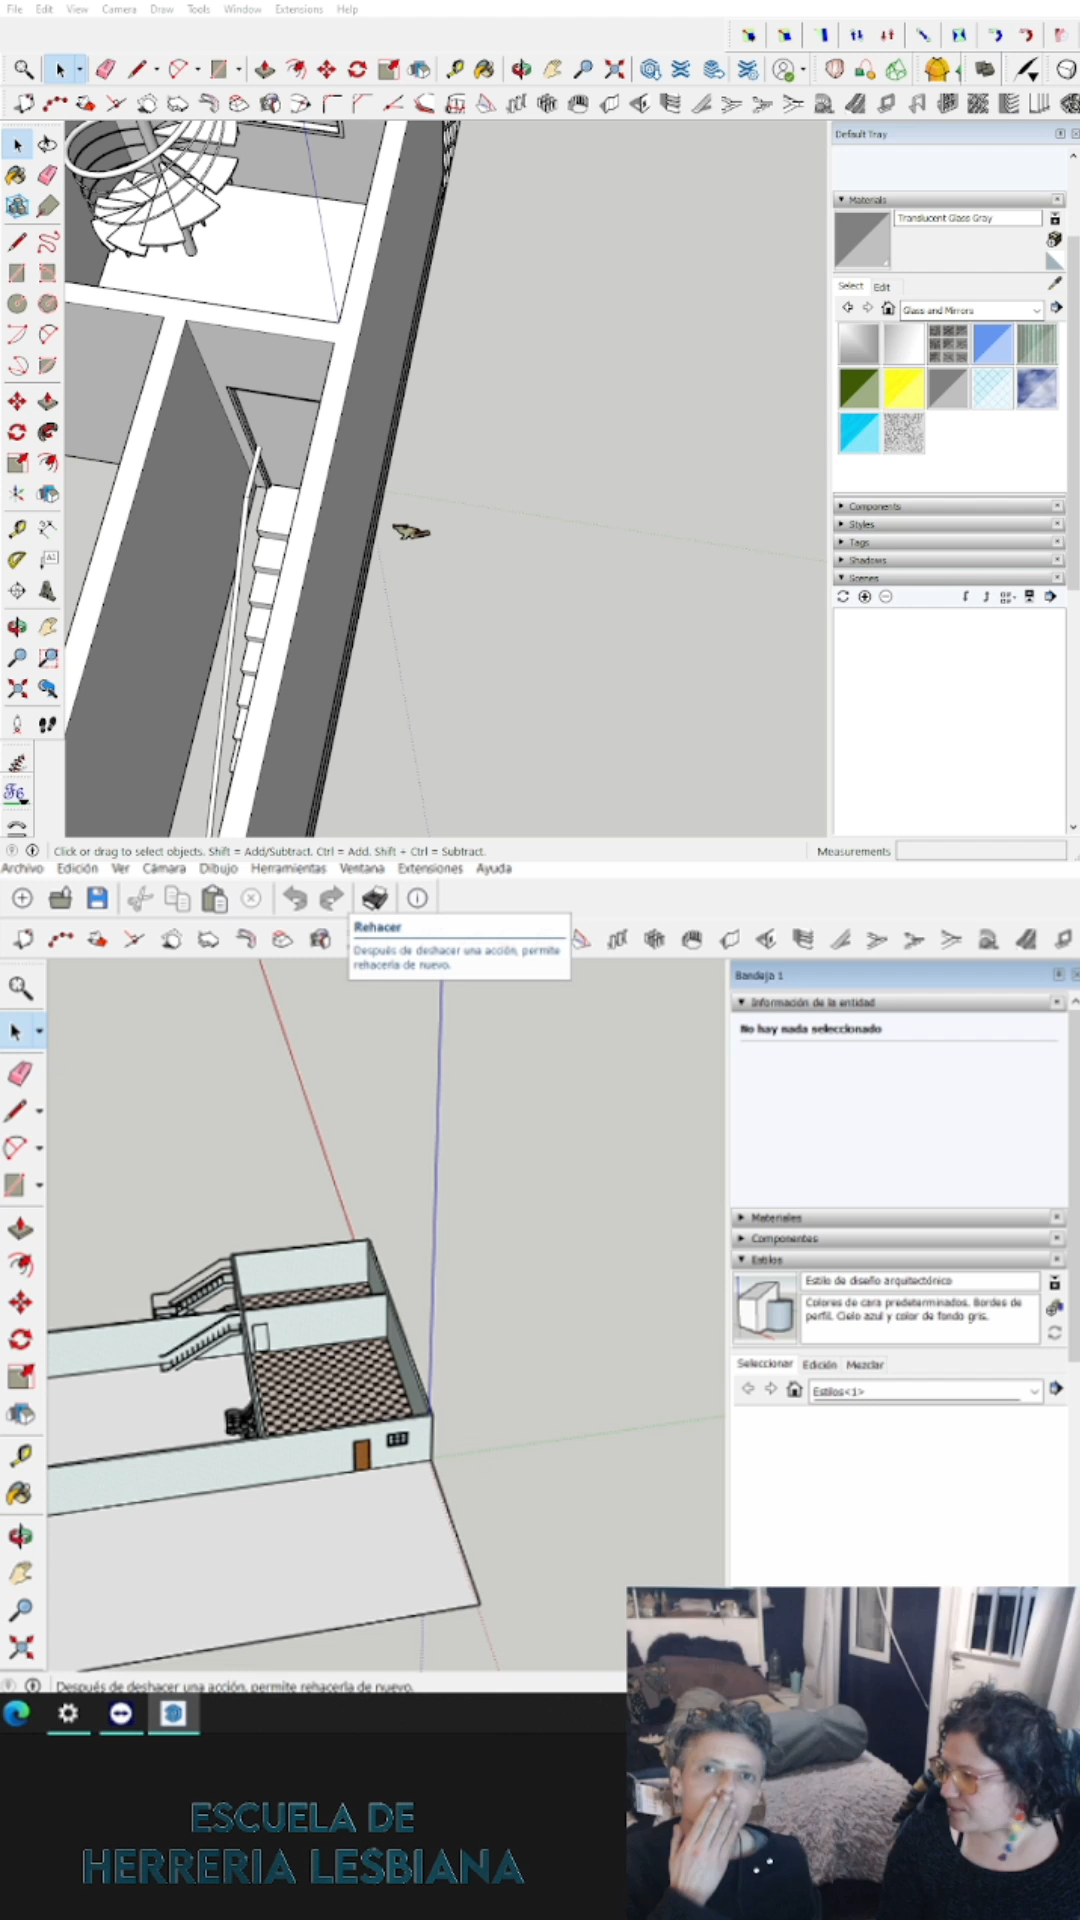 File Edit View Camera Draw Tools Window Extensions Help
Default Tray
Materials
Translucent Glass Gray
Select Edit
Glass and Mirrors
Components
Styles
Tags
Shadows
Scenes
Click or drag to select objects. Shift = Add/Subtract. Ctrl = Add. Shift + Ctrl = Subtract.
Measurements
Archivo Edición Ver Cámara Dibujo Herramientas Ventana Extensiones Ayuda
Rehacer
Después de deshacer una acción, permite
rehacerla de nuevo.
Bandeja 1
Información de la entidad
No hay nada seleccionado
Materiales
Componentes
Estilos
Estilo de diseño arquitectónico
Colores de cara predeterminados. Bordes de
perfil. Cielo azul y color de fondo gris.
Seleccionar Edición Mezclar
Estilos<1>
Después de deshacer una acción, permite rehacerla de nuevo.
ESCUELA DE
HERRERIA LESBIANA